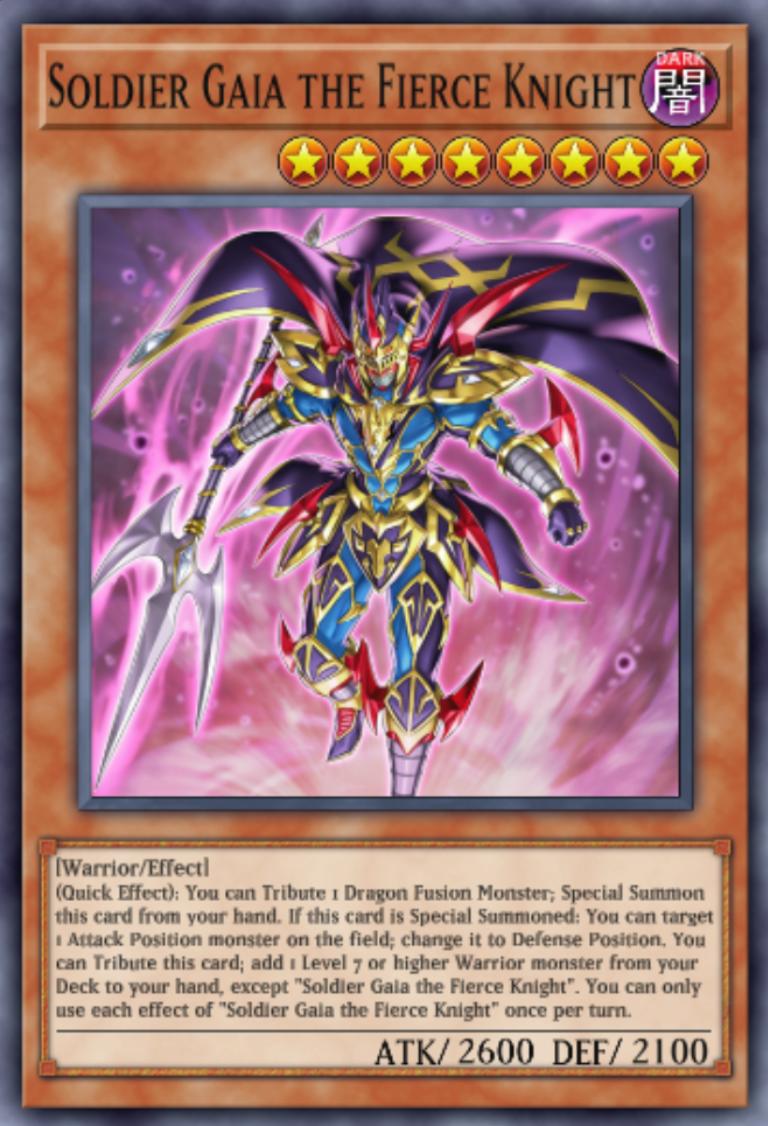 SOLDIER GAIA THE FIERCE KNIGHT
DARK
闇
[Warrior/Effect]
(Quick Effect): You can Tribute 1 Dragon Fusion Monster; Special Summon
this card from your hand. If this card is Special Summoned: You can target
1 Attack Position monster on the field; change it to Defense Position. You
can Tribute this card; add 1 Level 7 or higher Warrior monster from your
Deck to your hand, except "Soldier Gaia the Fierce Knight". You can only
use each effect of "Soldier Gaia the Fierce Knight" once per turn.
ATK/ 2600 DEF/ 2100